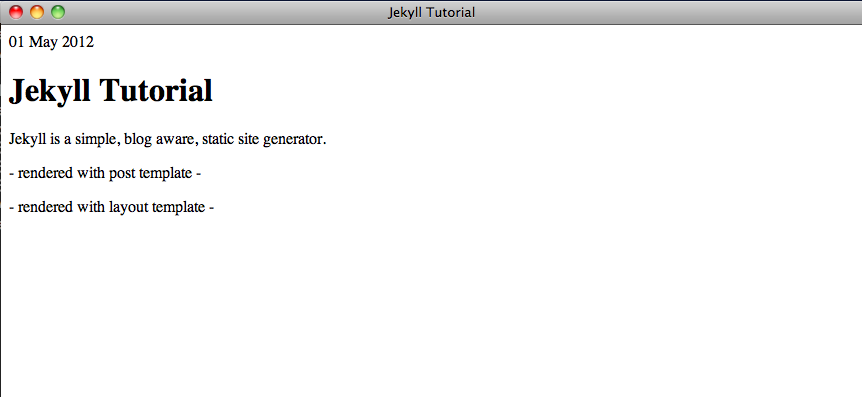 Jekyll Tutorial
01 May 2012
Jekyll Tutorial
Jekyll is a simple, blog aware, static site generator.
- rendered with post template -
- rendered with layout template -